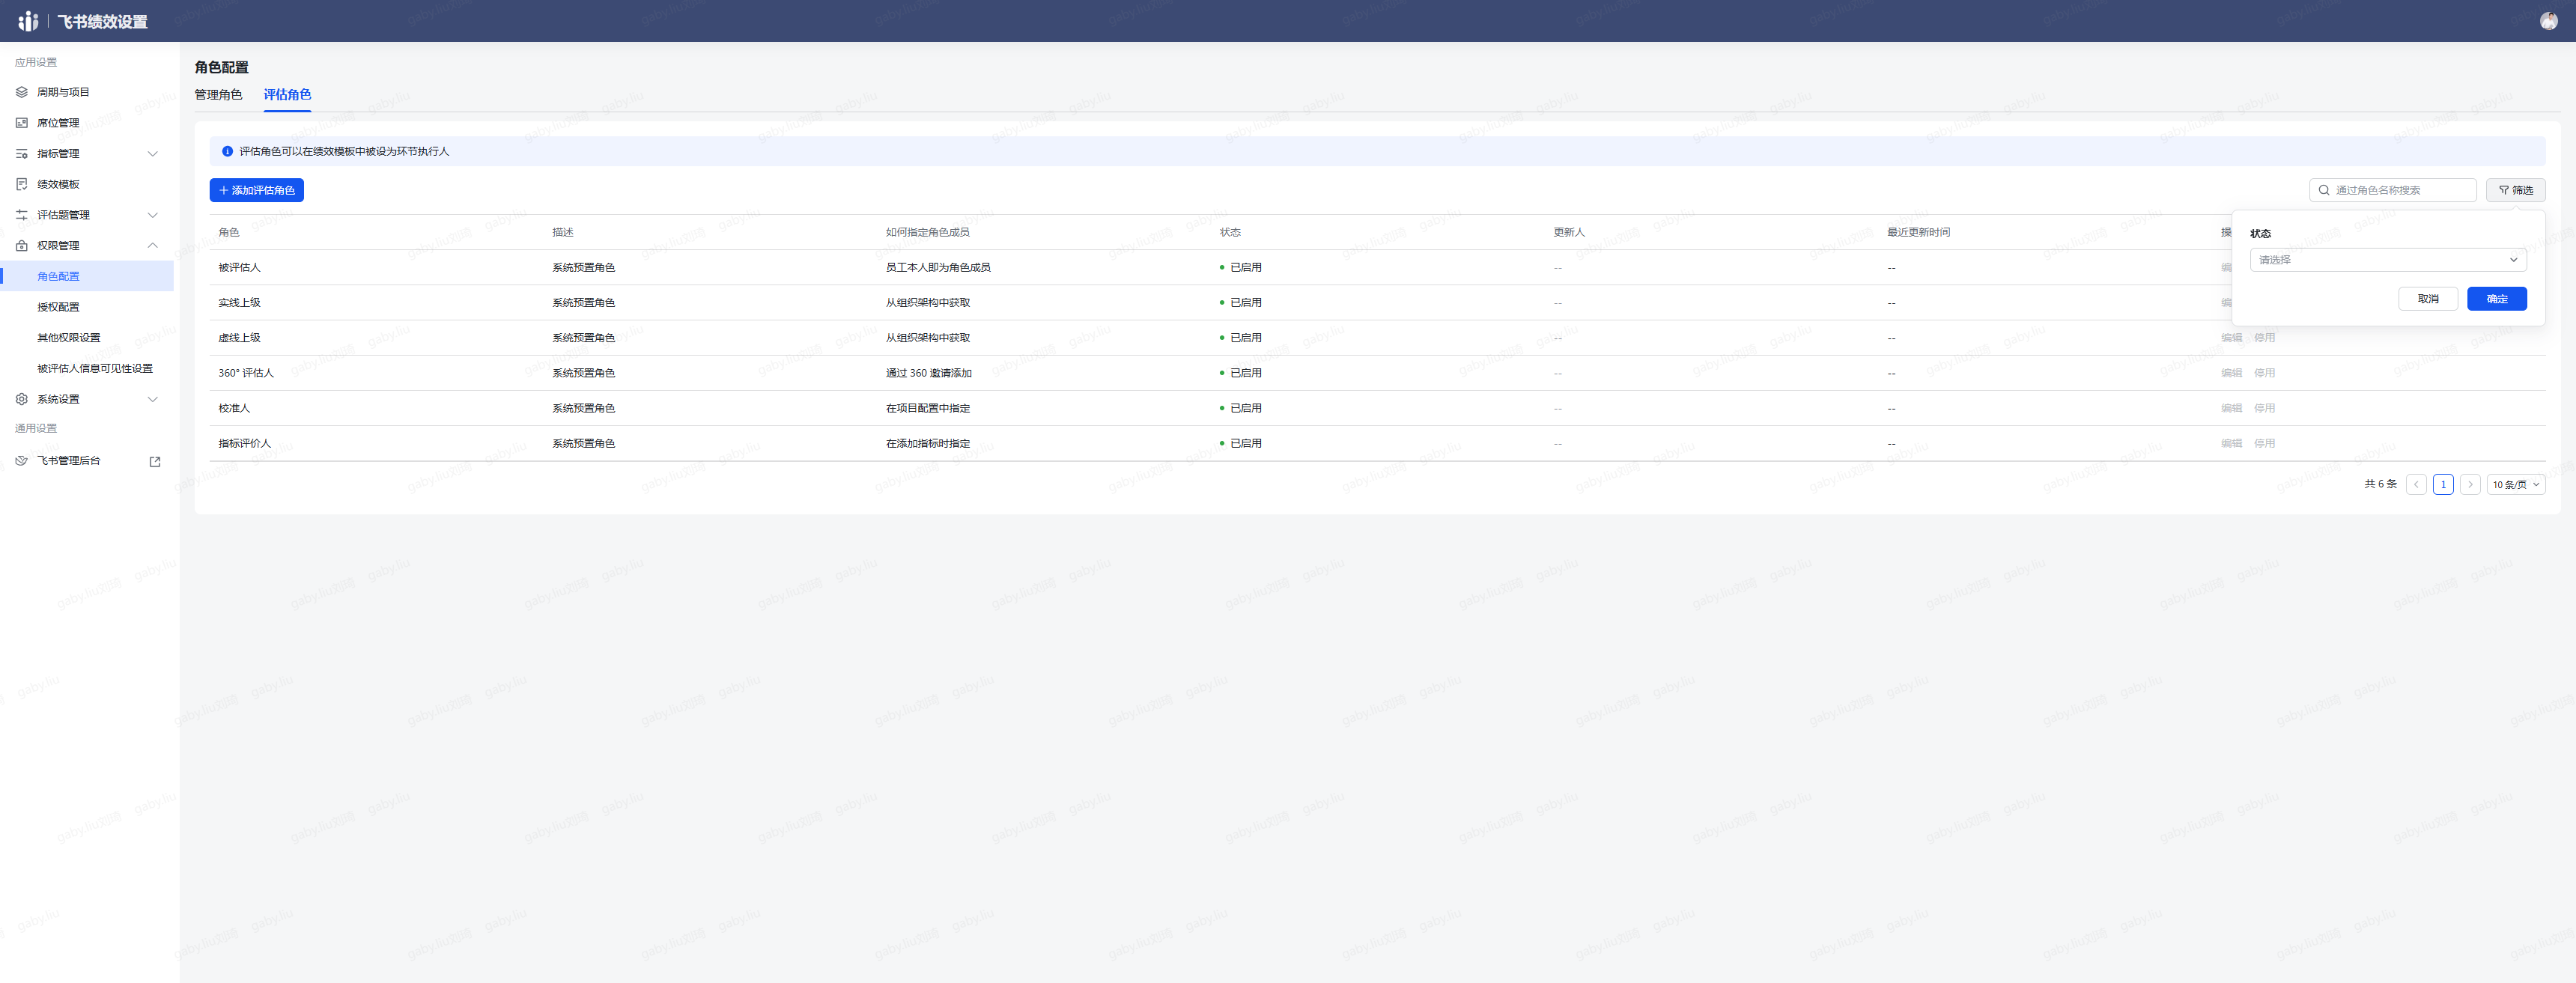 飞书绩效设置
应用设置
周期与项目
席位管理
指标管理
绩效模板
评估题管理
权限管理
角色配置
授权配置
其他权限设置
被评估人信息可见性设置
系统设置
通用设置
飞书管理后台
角色配置
管理角色 评估角色
评估角色可以在绩效模板中被设为环节执行人
添加评估角色
通过角色名称搜索 筛选
角色 描述 如何指定角色成员 状态 更新人 最近更新时间 操
被评估人 系统预置角色 员工本人即为角色成员 已启用 -- -- 编辑
实线上级 系统预置角色 从组织架构中获取 已启用 -- -- 编辑
虚线上级 系统预置角色 从组织架构中获取 已启用 -- -- 编辑 停用
360° 评估人 系统预置角色 通过 360 邀请添加 已启用 -- -- 编辑 停用
校准人 系统预置角色 在项目配置中指定 已启用 -- -- 编辑 停用
指标评价人 系统预置角色 在添加指标时指定 已启用 -- -- 编辑 停用
状态
请选择
取消 确定
共 6 条 1 10 条/页
gaby.liu